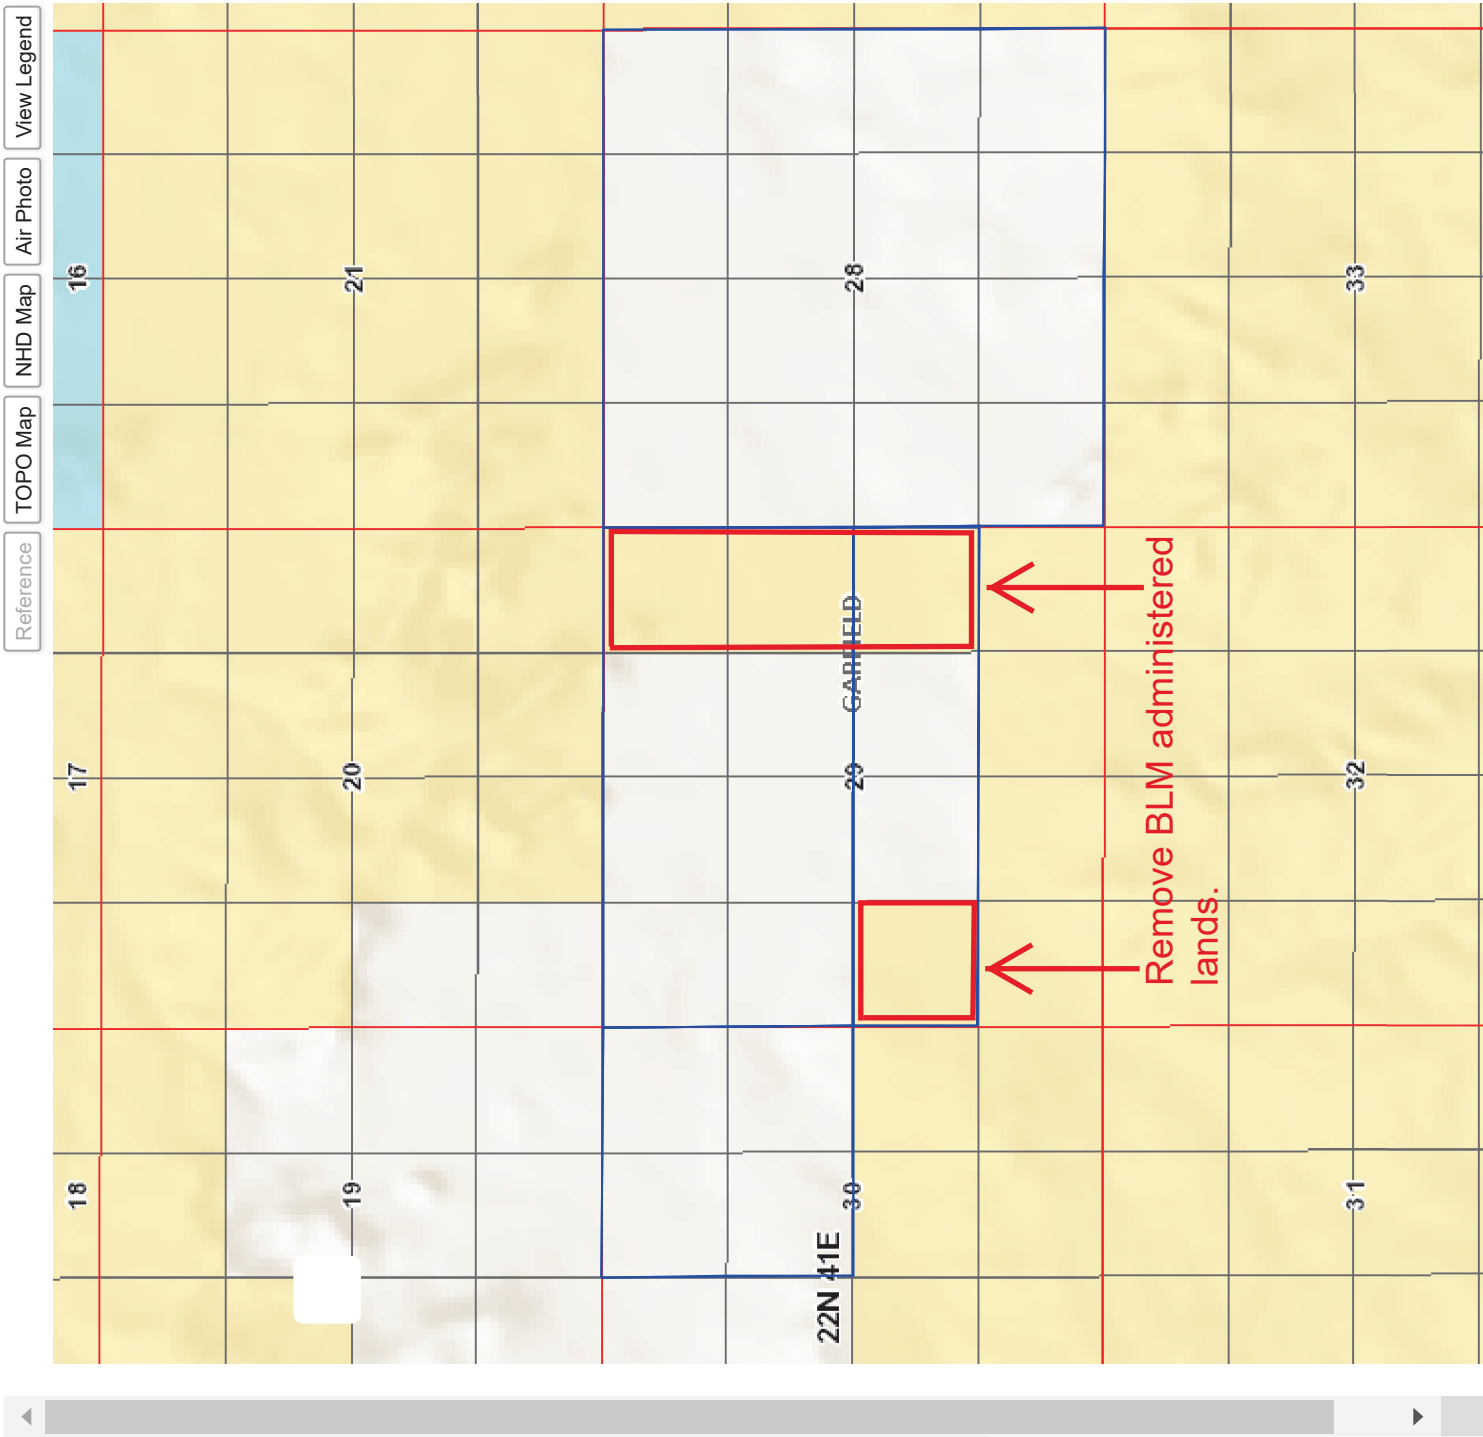 Reference
TOPO Map
NHD Map
Air Photo
View Legend
18
17
16
19
20
21
22N 41E
30
29
GARFIELD
28
Remove BLM administered
lands.
31
32
33